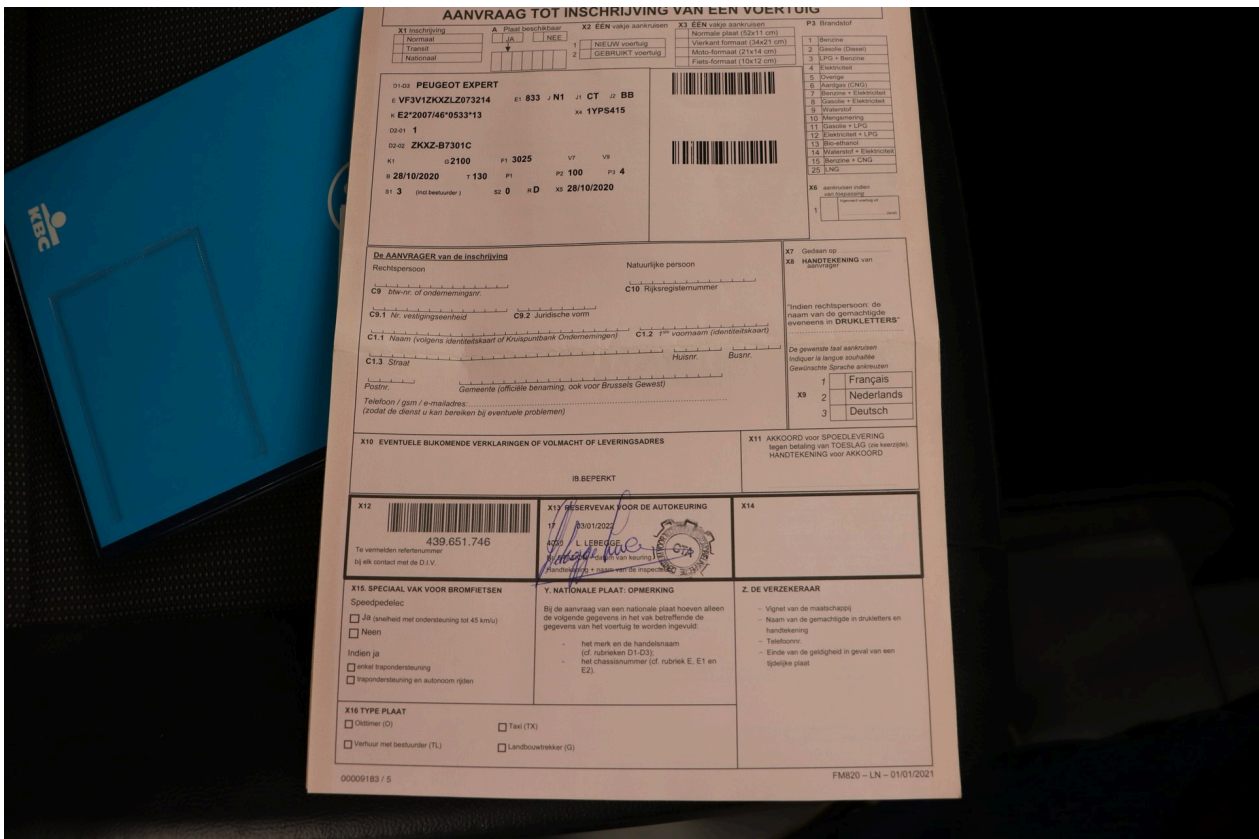 AANVRAAG TOT INSCHRIJVING VAN EEN VOERTUIG
X1 Inschrijving
Normaal
Transit
Nationaal
A Plaat beschikbaar
JA NEE
X2 ÉÉN vakje aankruisen
1 NIEUW voertuig
2 GEBRUIKT voertuig
X3 ÉÉN vakje aankruisen
Normale plaat (52x11 cm)
Vierkant formaat (34x21 cm)
Moto-formaat (21x14 cm)
Fiets-formaat (10x12 cm)
P3 Brandstof
1 Benzine
2 Gasolie (Diesel)
3 LPG + Benzine
4 Elektriciteit
5 Overige
6 Aardgas (CNG)
7 Benzine + Elektriciteit
8 Gasolie + Elektriciteit
9 Waterstof
10 Mengsmering
11 Gasolie + LPG
12 Elektriciteit + LPG
13 Bio-ethanol
14 Waterstof + Elektriciteit
15 Benzine + CNG
25 LNG
X6 aankruisen indien
van toepassing
1
D1-D3 PEUGEOT EXPERT
E VF3V1ZKXZLZ073214 E1 833 J N1 J1 CT J2 BB
K E2*2007/46*0533*13 X4 1YPS415
D2-01 1
D2-02 ZKXZ-B7301C
K1 G 2100 F1 3025 V7 V9
B 28/10/2020 T 130 P1 P2 100 P3 4
S1 3 (incl.bestuurder ) S2 0 R D X5 28/10/2020
KBC
De AANVRAGER van de inschrijving
Rechtspersoon
Natuurlijke persoon
C9 btw-nr. of ondernemingsnr.
C10 Rijksregisternummer
C9.1 Nr. vestigingseenheid
C9.2 Juridische vorm
C1.1 Naam (volgens identiteitskaart of Kruispuntbank Ondernemingen)
C1.2 1ste voornaam (identiteitskaart)
C1.3 Straat
Huisnr.
Busnr.
Postnr.
Gemeente (officiële benaming, ook voor Brussels Gewest)
Telefoon / gsm / e-mailadres:
(zodat de dienst u kan bereiken bij eventuele problemen)
X7 Gedaan op
X8 HANDTEKENING van
aanvrager
"Indien rechtspersoon: de
naam van de gemachtigde
eveneens in DRUKLETTERS"
De gewenste taal aankruisen
Indiquer la langue souhaitée
Gewünschte Sprache ankreuzen
X9
1 Français
2 Nederlands
3 Deutsch
X10 EVENTUELE BIJKOMENDE VERKLARINGEN OF VOLMACHT OF LEVERINGSADRES
IB.BEPERKT
X11 AKKOORD voor SPOEDLEVERING
tegen betaling van TOESLAG (zie keerzijde).
HANDTEKENING voor AKKOORD
X12
439.651.746
Te vermelden refertenummer
bij elk contact met de D.I.V.
X13 RESERVEVAK VOOR DE AUTOKEURING
17 03/01/2022
L. LEBEGGE
datum van keuring
Handtekening + naam van de inspecteur
CTA
X14
X15. SPECIAAL VAK VOOR BROMFIETSEN
Speedpedelec
Ja (snelheid met ondersteuning tot 45 km/u)
Neen
Indien ja
enkel trapondersteuning
trapondersteuning en autonoom rijden
Y. NATIONALE PLAAT: OPMERKING
Bij de aanvraag van een nationale plaat hoeven alleen
de volgende gegevens in het vak betreffende de
gegevens van het voertuig te worden ingevuld:
- het merk en de handelsnaam
(cf. rubrieken D1-D3);
- het chassisnummer (cf. rubriek E, E1 en
E2).
Z. DE VERZEKERAAR
– Vignet van de maatschappij
– Naam van de gemachtigde in drukletters en
handtekening
– Telefoonnr.
– Einde van de geldigheid in geval van een
tijdelijke plaat
X16 TYPE PLAAT
Oldtimer (O)
Taxi (TX)
Verhuur met bestuurder (TL)
Landbouwtrekker (G)
00009183 / 5
FM820 – LN – 01/01/2021